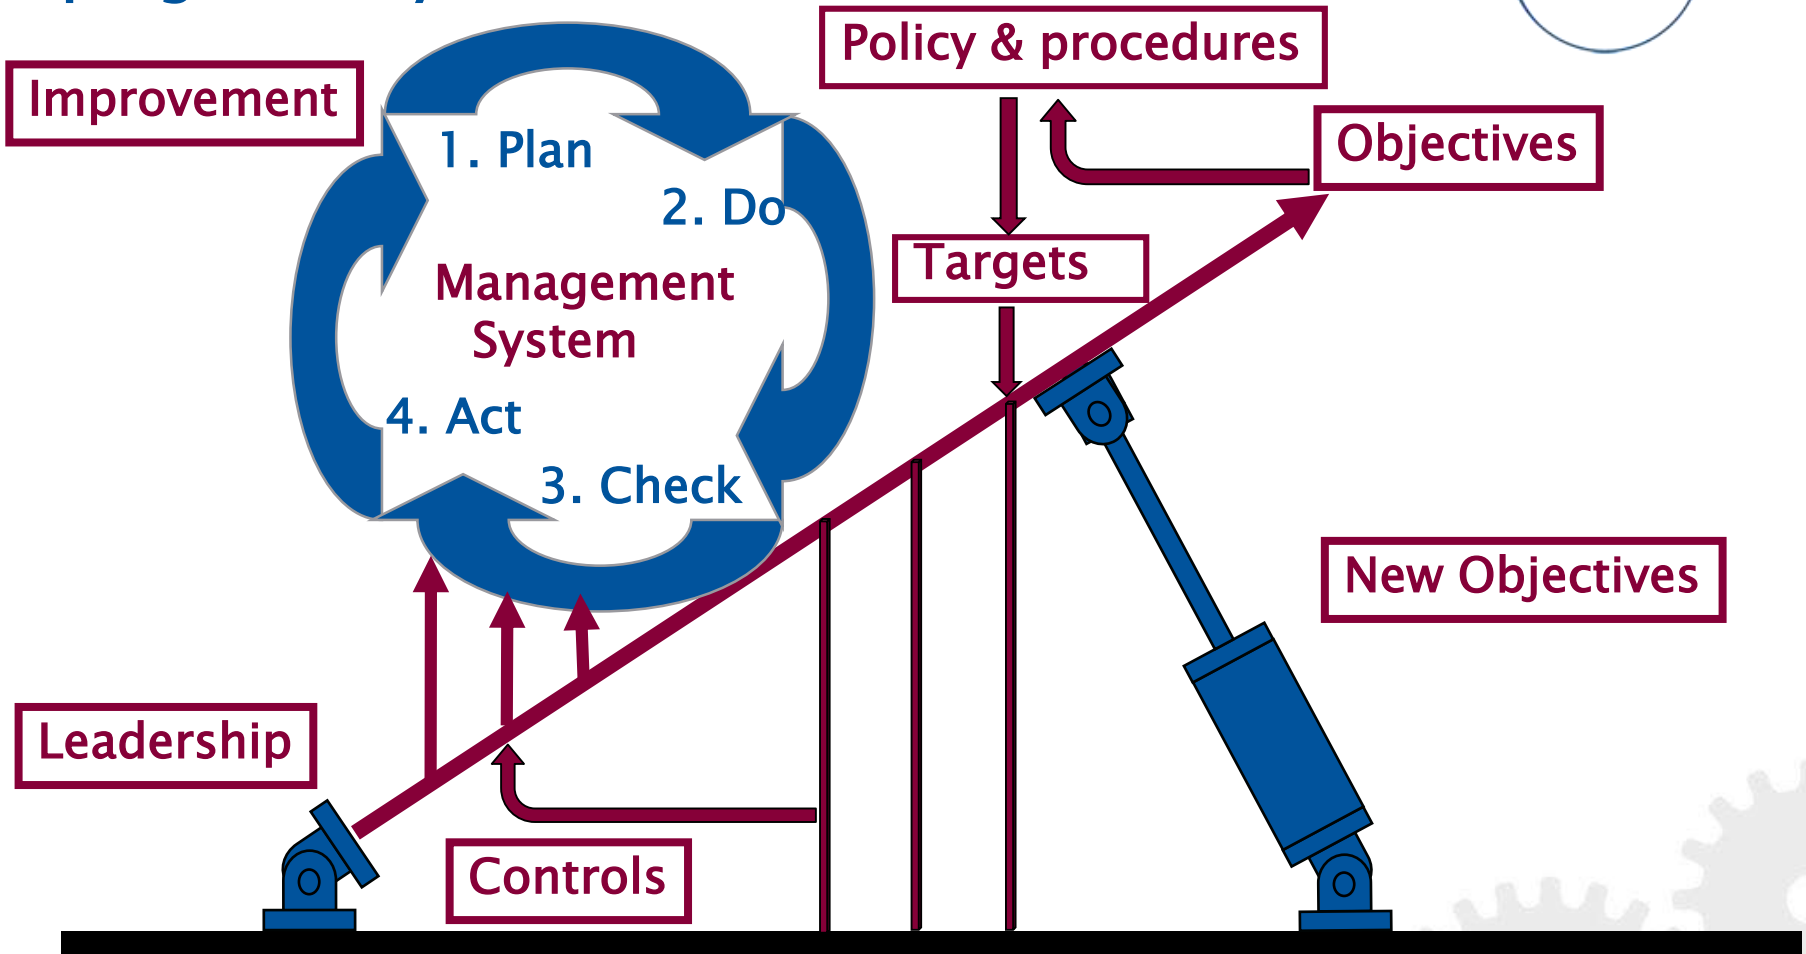 Policy & procedures
Improvement
Objectives
1. Plan
2. Do
Targets
Management
System
4. Act
3. Check
New Objectives
Leadership
Controls